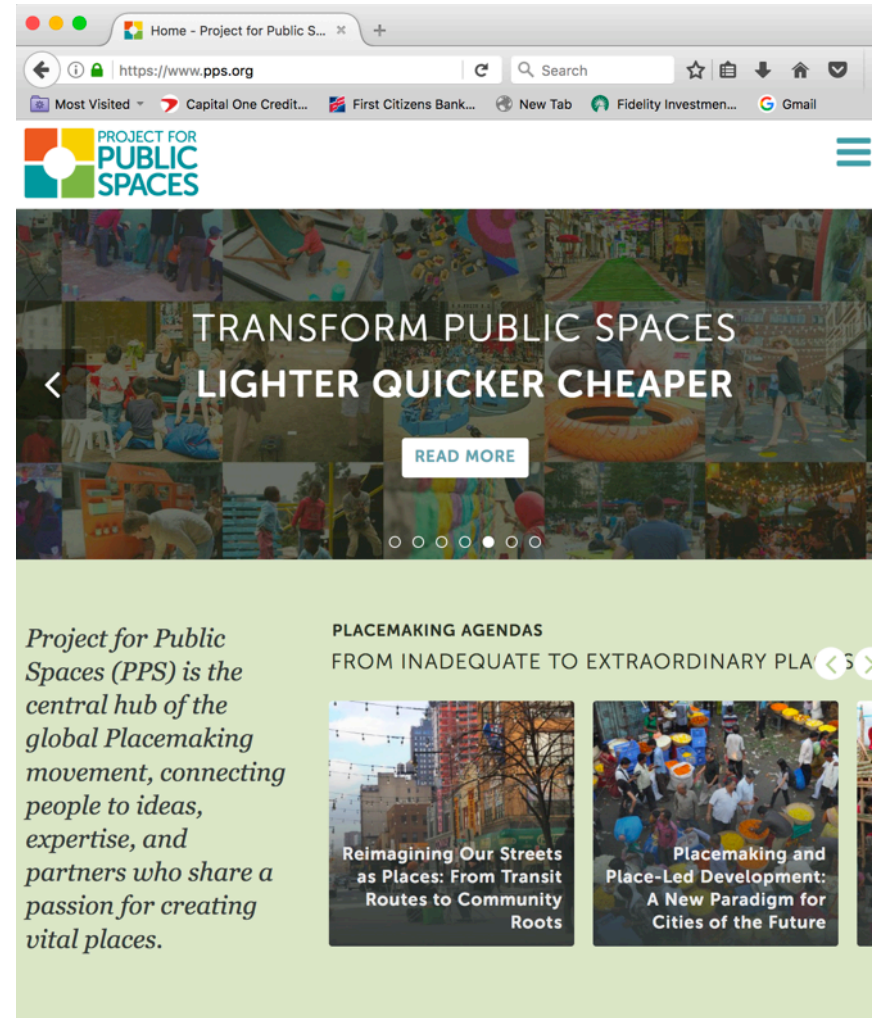 Home - Project for Public S...
https://www.pps.org
Search
Most Visited
Capital One Credit...
First Citizens Bank...
New Tab
Fidelity Investmen...
Gmail
PROJECT FOR
PUBLIC
SPACES
TRANSFORM PUBLIC SPACES
LIGHTER QUICKER CHEAPER
READ MORE
Project for Public
Spaces (PPS) is the
central hub of the
global Placemaking
movement, connecting
people to ideas,
expertise, and
partners who share a
passion for creating
vital places.
PLACEMAKING AGENDAS
FROM INADEQUATE TO EXTRAORDINARY
Reimagining Our Streets
as Places: From Transit
Routes to Community
Roots
Placemaking and
Place-Led Development:
A New Paradigm for
Cities of the Future